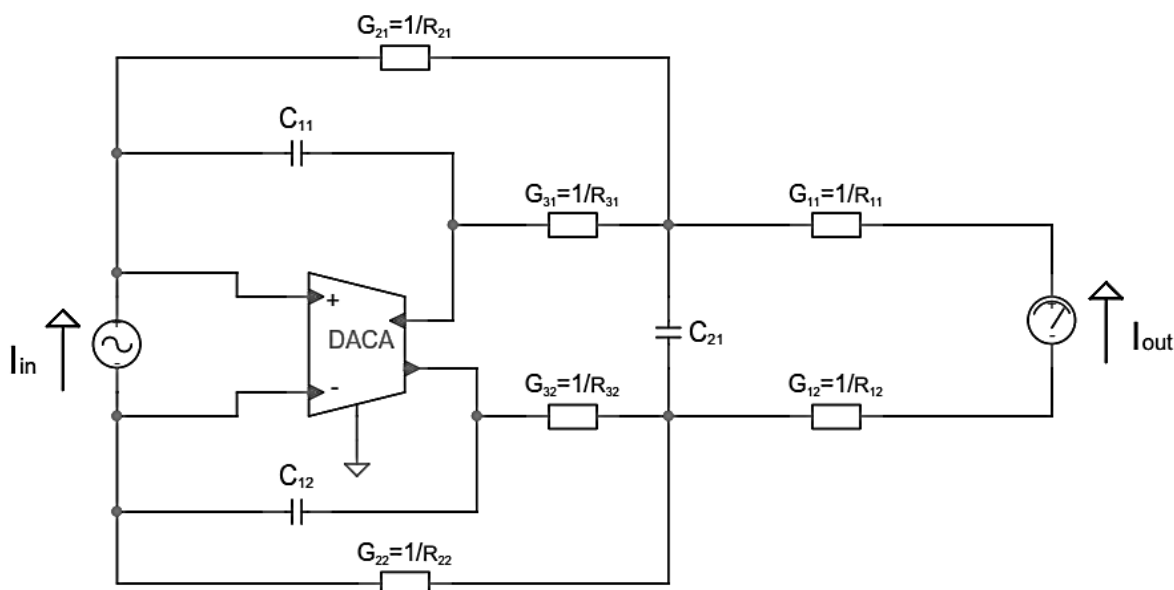 G₂₁=1/R₂₁
C₁₁
G₃₁=1/R₃₁
G₁₁=1/R₁₁
+
DACA
-
+
-
Iin
C₂₁
+
-
Iout
G₃₂=1/R₃₂
G₁₂=1/R₁₂
C₁₂
G₂₂=1/R₂₂